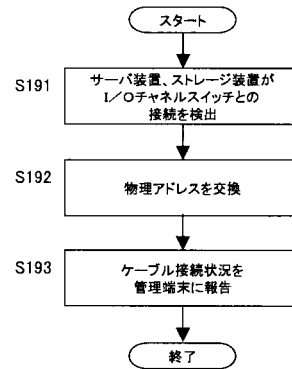 スタート
S191
サーバ装置、ストレージ装置が
I/Oチャネルスイッチとの
接続を検出
S192
物理アドレスを交換
S193
ケーブル接続状況を
管理端末に報告
終了